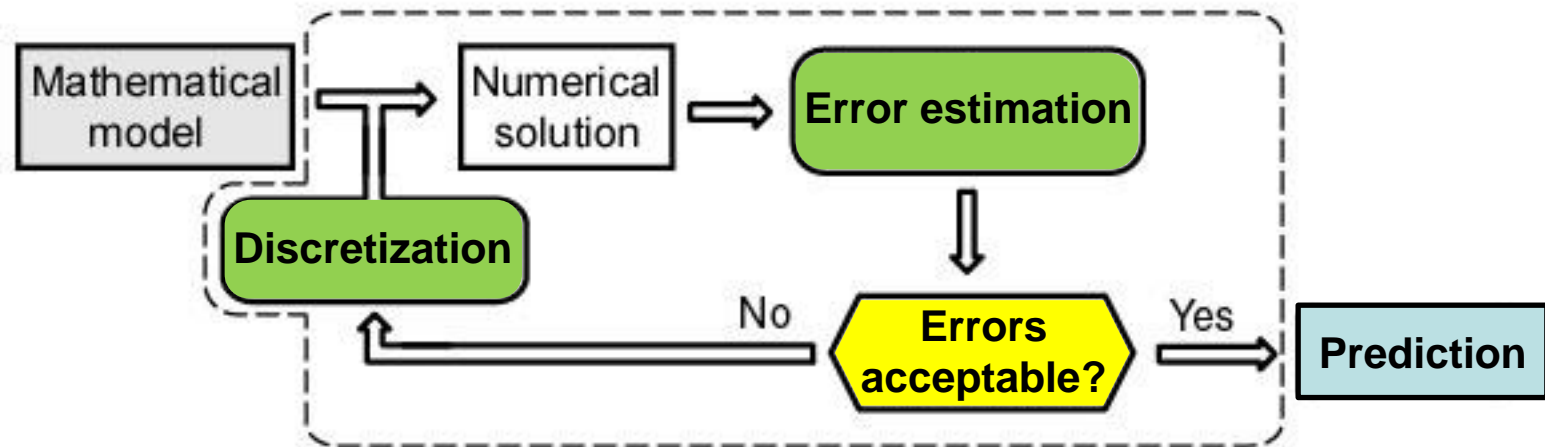 Mathematical
model
Numerical
solution
Error estimation
Discretization
No
Errors
acceptable?
Yes
Prediction